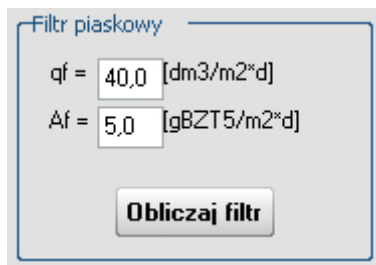 Filtr piaskowy
qf = 40,0 [dm3/m2*d]
Af = 5,0 [gBZT5/m2*d]
Obliczaj filtr